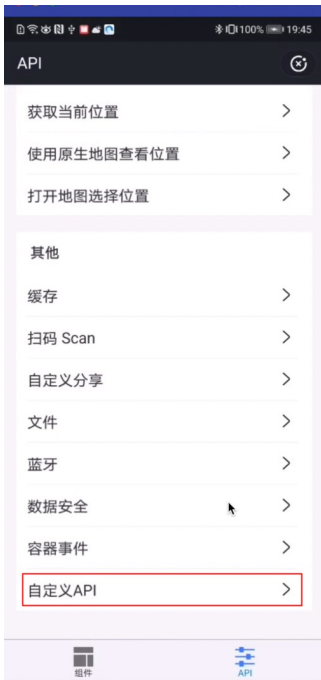 100% 19:45
API
获取当前位置
使用原生地图查看位置
打开地图选择位置
其他
缓存
扫码 Scan
自定义分享
文件
蓝牙
数据安全
容器事件
自定义API
组件
API